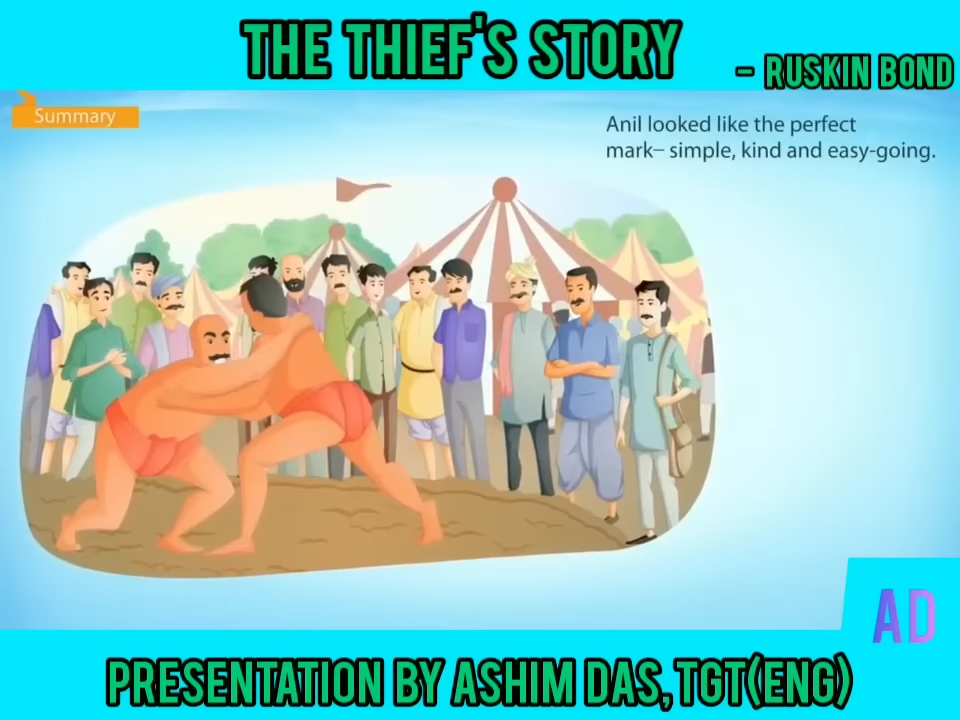 THE THIEF'S STORY
- RUSKIN BOND
Summary
Anil looked like the perfect
mark– simple, kind and easy-going.
AD
PRESENTATION BY ASHIM DAS, TGT(ENG)